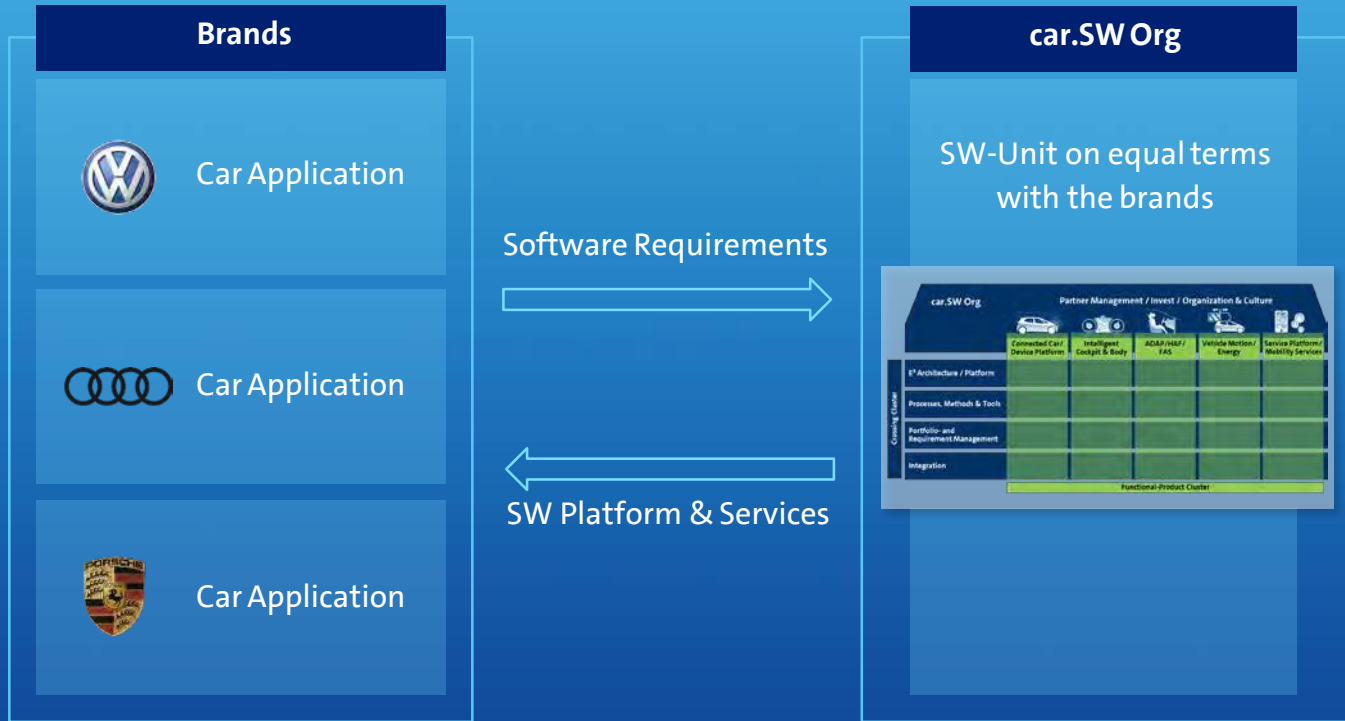 Brands
Car Application
Car Application
PORSCHE
Car Application
Software Requirements
SW Platform & Services
car.SW Org
SW-Unit on equal terms
with the brands
car.SW Org
Partner Management / Invest / Organization & Culture
Connected Car/
Device Platform
Intelligent
Cockpit & Body
ADAP/HAF/
FAS
Vehicle Motion /
Energy
Service Platform/
Mobility Services
Crossing Cluster
E³ Architecture / Platform
Processes, Methods & Tools
Portfolio- and
Requirement Management
Integration
Functional-Product Cluster